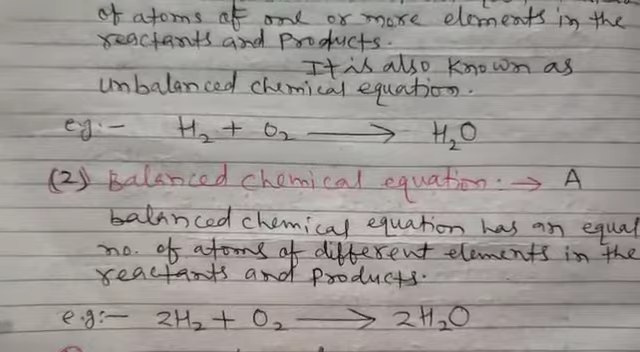 of atoms of one or more elements in the
reactants and products.
It is also known as
unbalanced chemical equation.
eg:- H₂ + O₂ ⟶ H₂O
(2) Balanced chemical equation: → A
balanced chemical equation has an equal
no. of atoms of different elements in the
reactants and products.
e.g:- 2H₂ + O₂ ⟶ 2H₂O